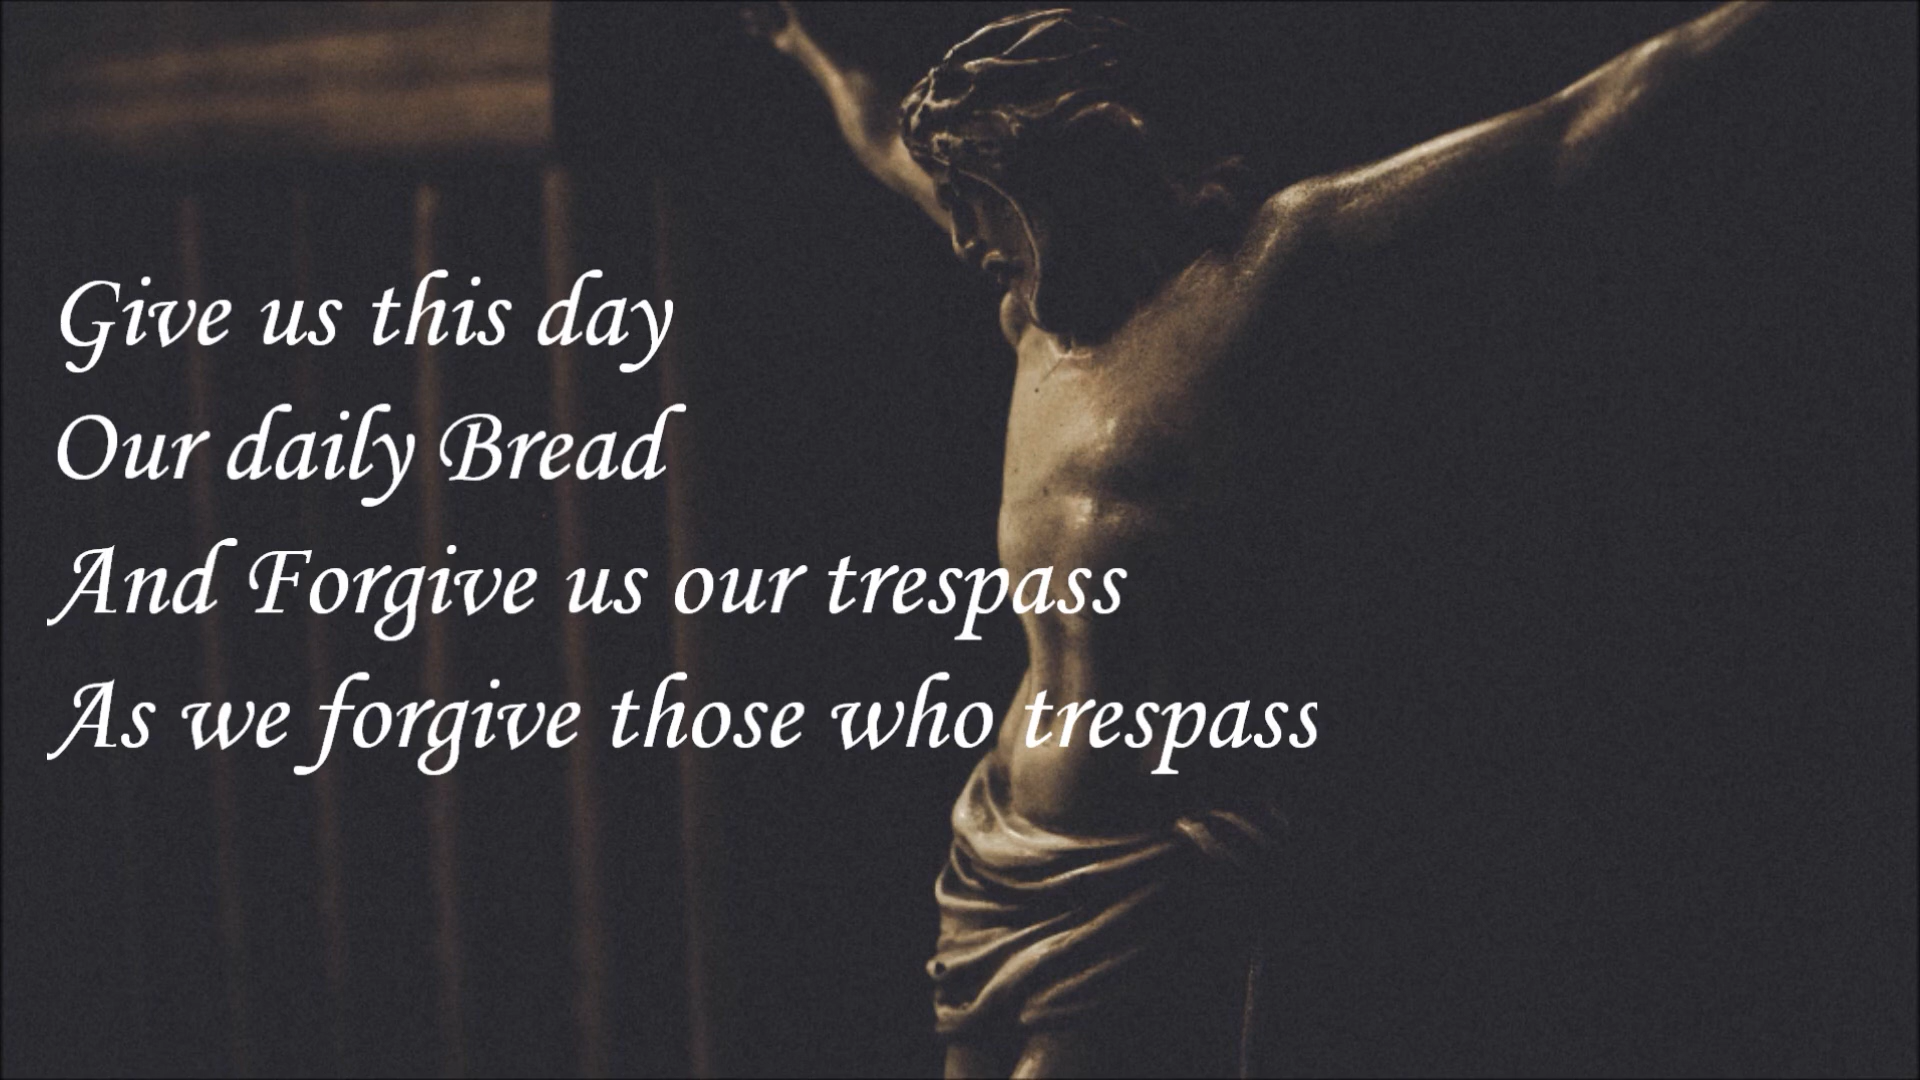 Give us this day
Our daily Bread
And Forgive us our trespass
As we forgive those who trespass